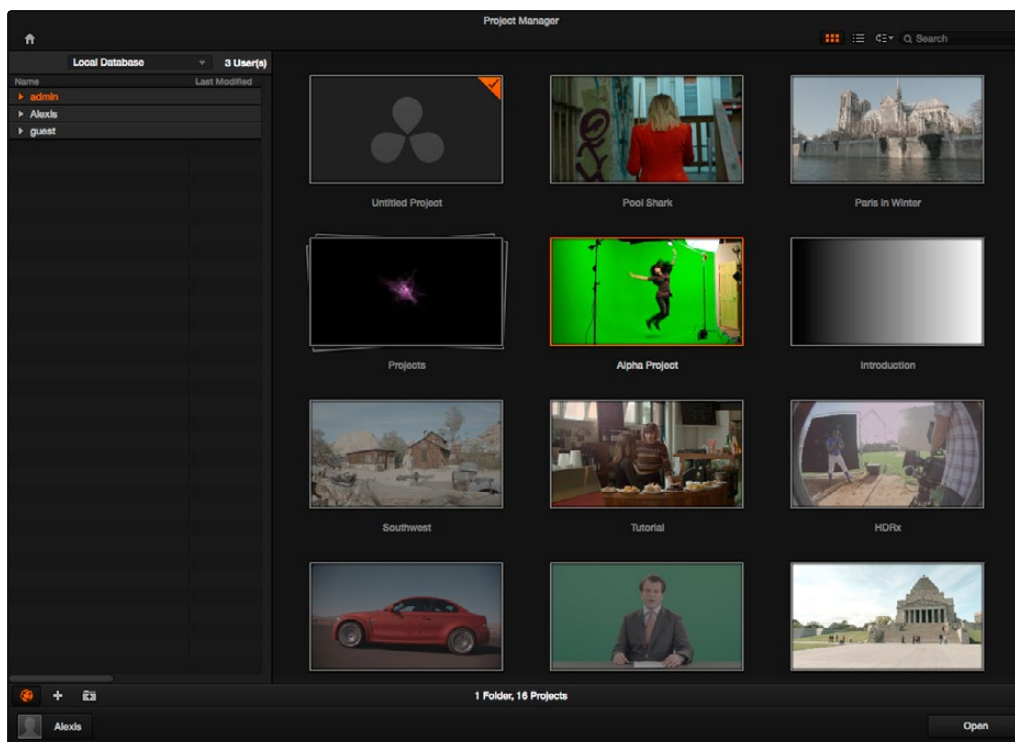 Project Manager
Search
Local Database
3 User(s)
Name
Last Modified
admin
Alexis
guest
Untitled Project
Pool Shark
Paris in Winter
Projects
Alpha Project
Introduction
Southwest
Tutorial
HDRx
1 Folder, 16 Projects
Alexis
Open